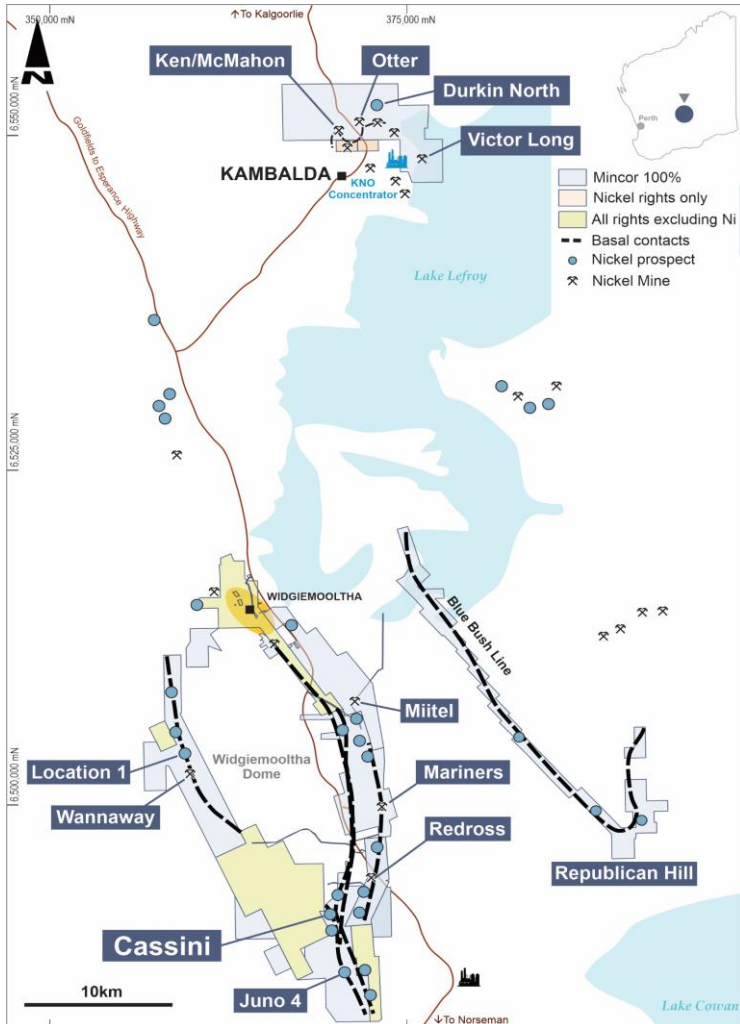 350,000 mN
↑To Kalgoorlie
375,000 mN
N
Ken/McMahon
Otter
Durkin North
6,550,000 mN
Perth
Goldfields to Esperance Highway
Victor Long
KAMBALDA
KNO
Concentrator
Mincor 100%
Nickel rights only
All rights excluding Ni
Basal contacts
Nickel prospect
Nickel Mine
Lake Lefroy
6,525,000 mN
WIDGIEMOOLTHA
Blue Bush Line
Miitel
Location 1
Widgiemooltha
Dome
6,500,000 mN
Mariners
Wannaway
Redross
Republican Hill
Cassini
Juno 4
10km
Lake Cowan
↓To Norseman